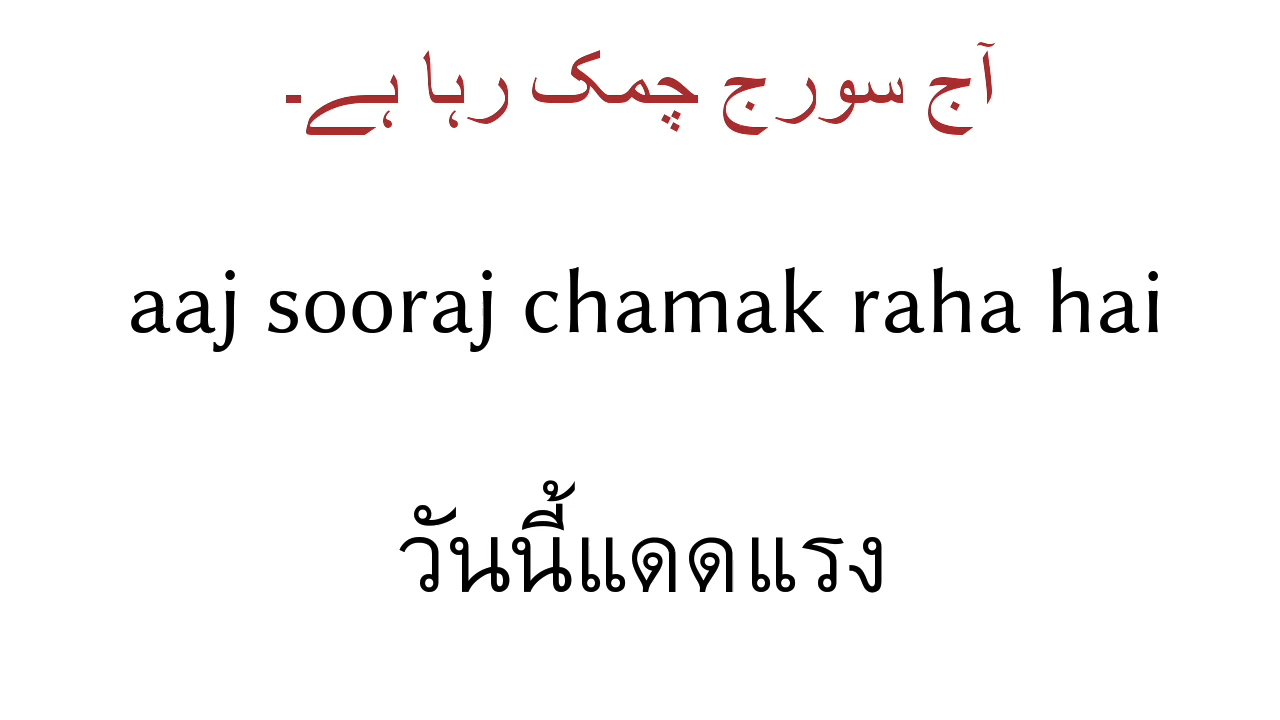 آج سورج چمک رہا ہے۔
aaj sooraj chamak raha hai
วันนี้แดดแรง